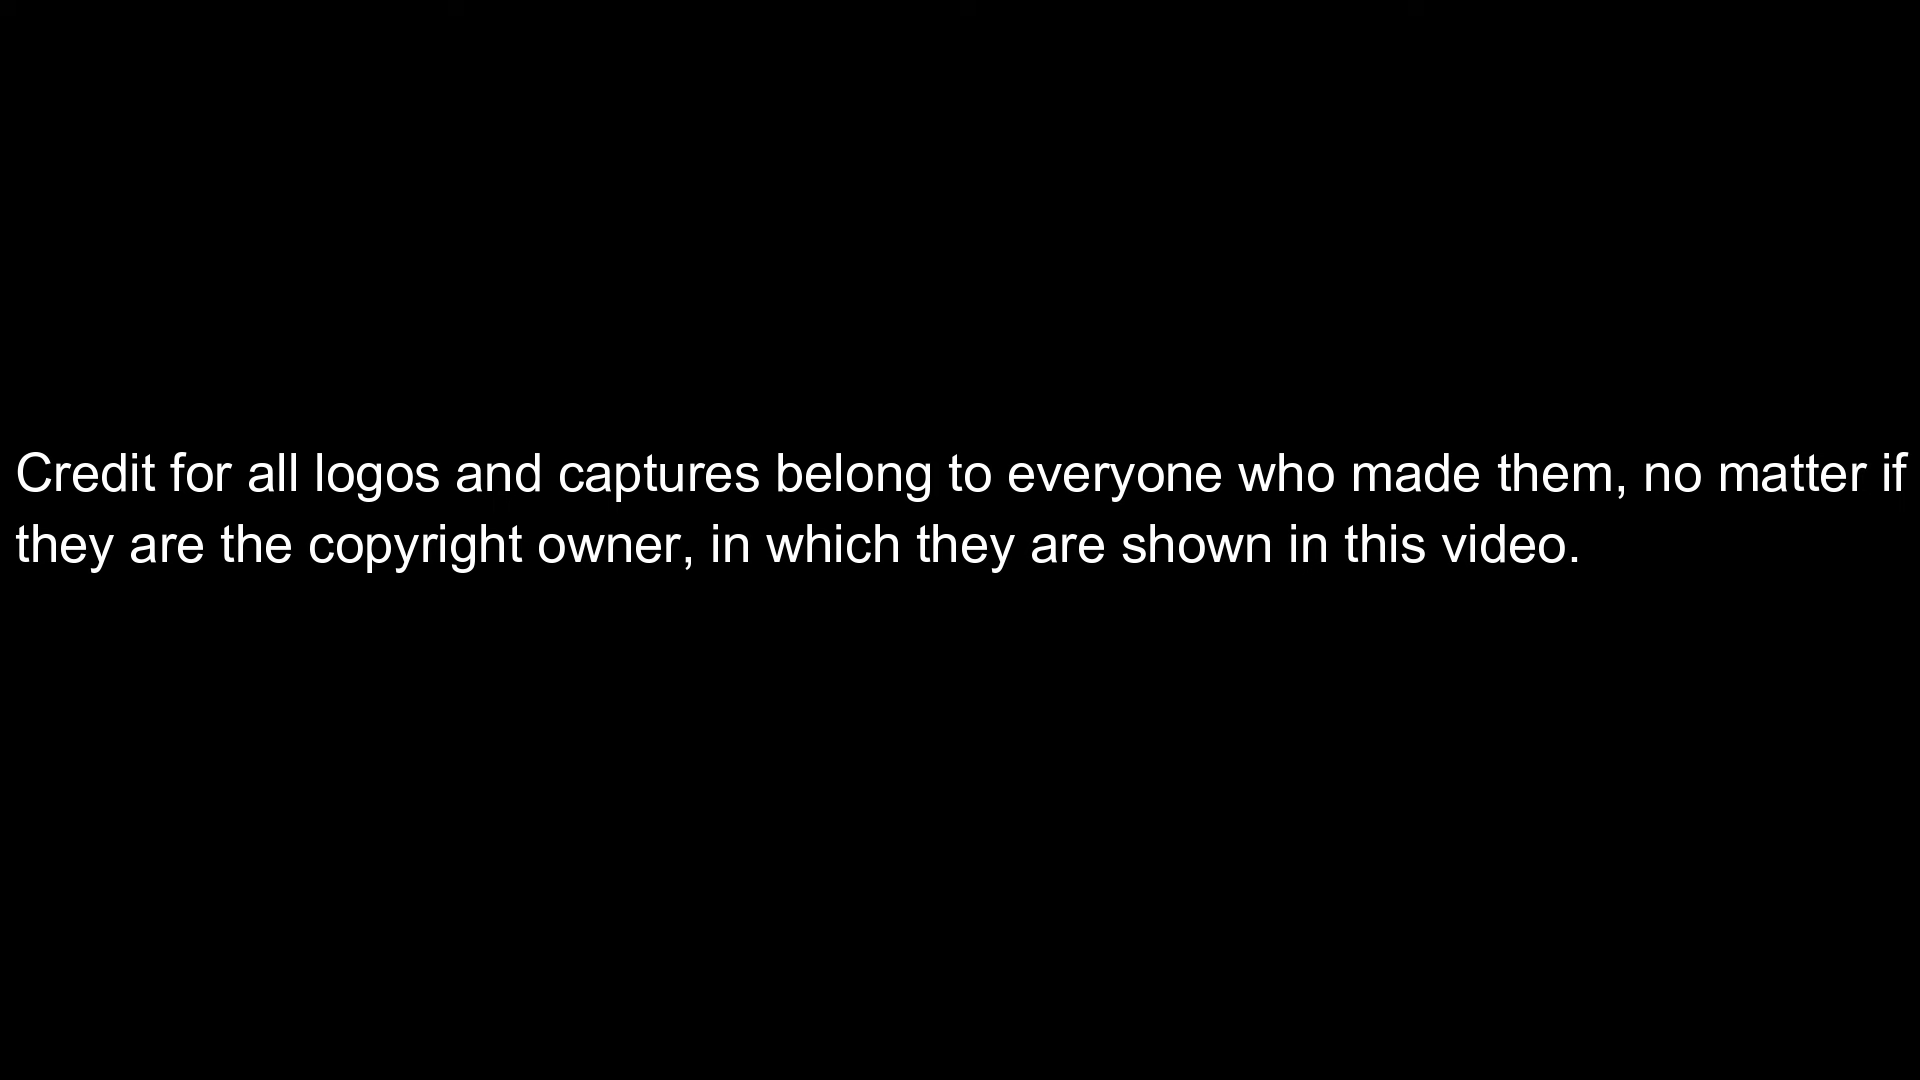 Credit for all logos and captures belong to everyone who made them, no matter if
they are the copyright owner, in which they are shown in this video.